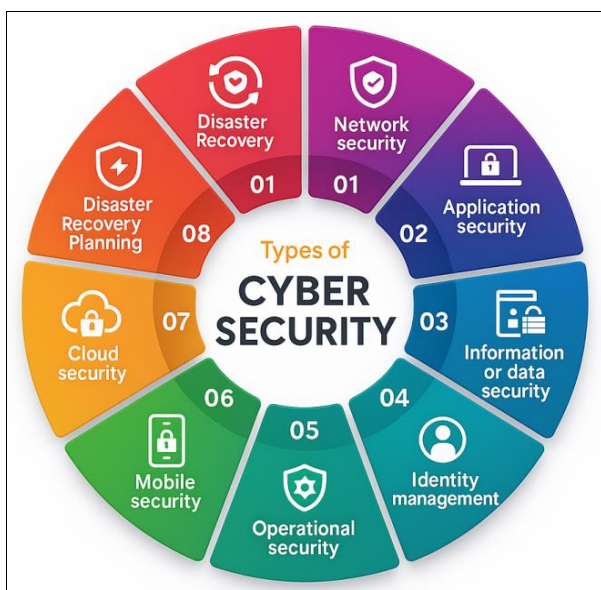 Types of
CYBER
SECURITY
Network
security
01
Application
security
02
Information
or data
security
03
Identity
management
04
Operational
security
05
Mobile
security
06
Cloud
security
07
Disaster
Recovery
Planning
08
Disaster
Recovery
01